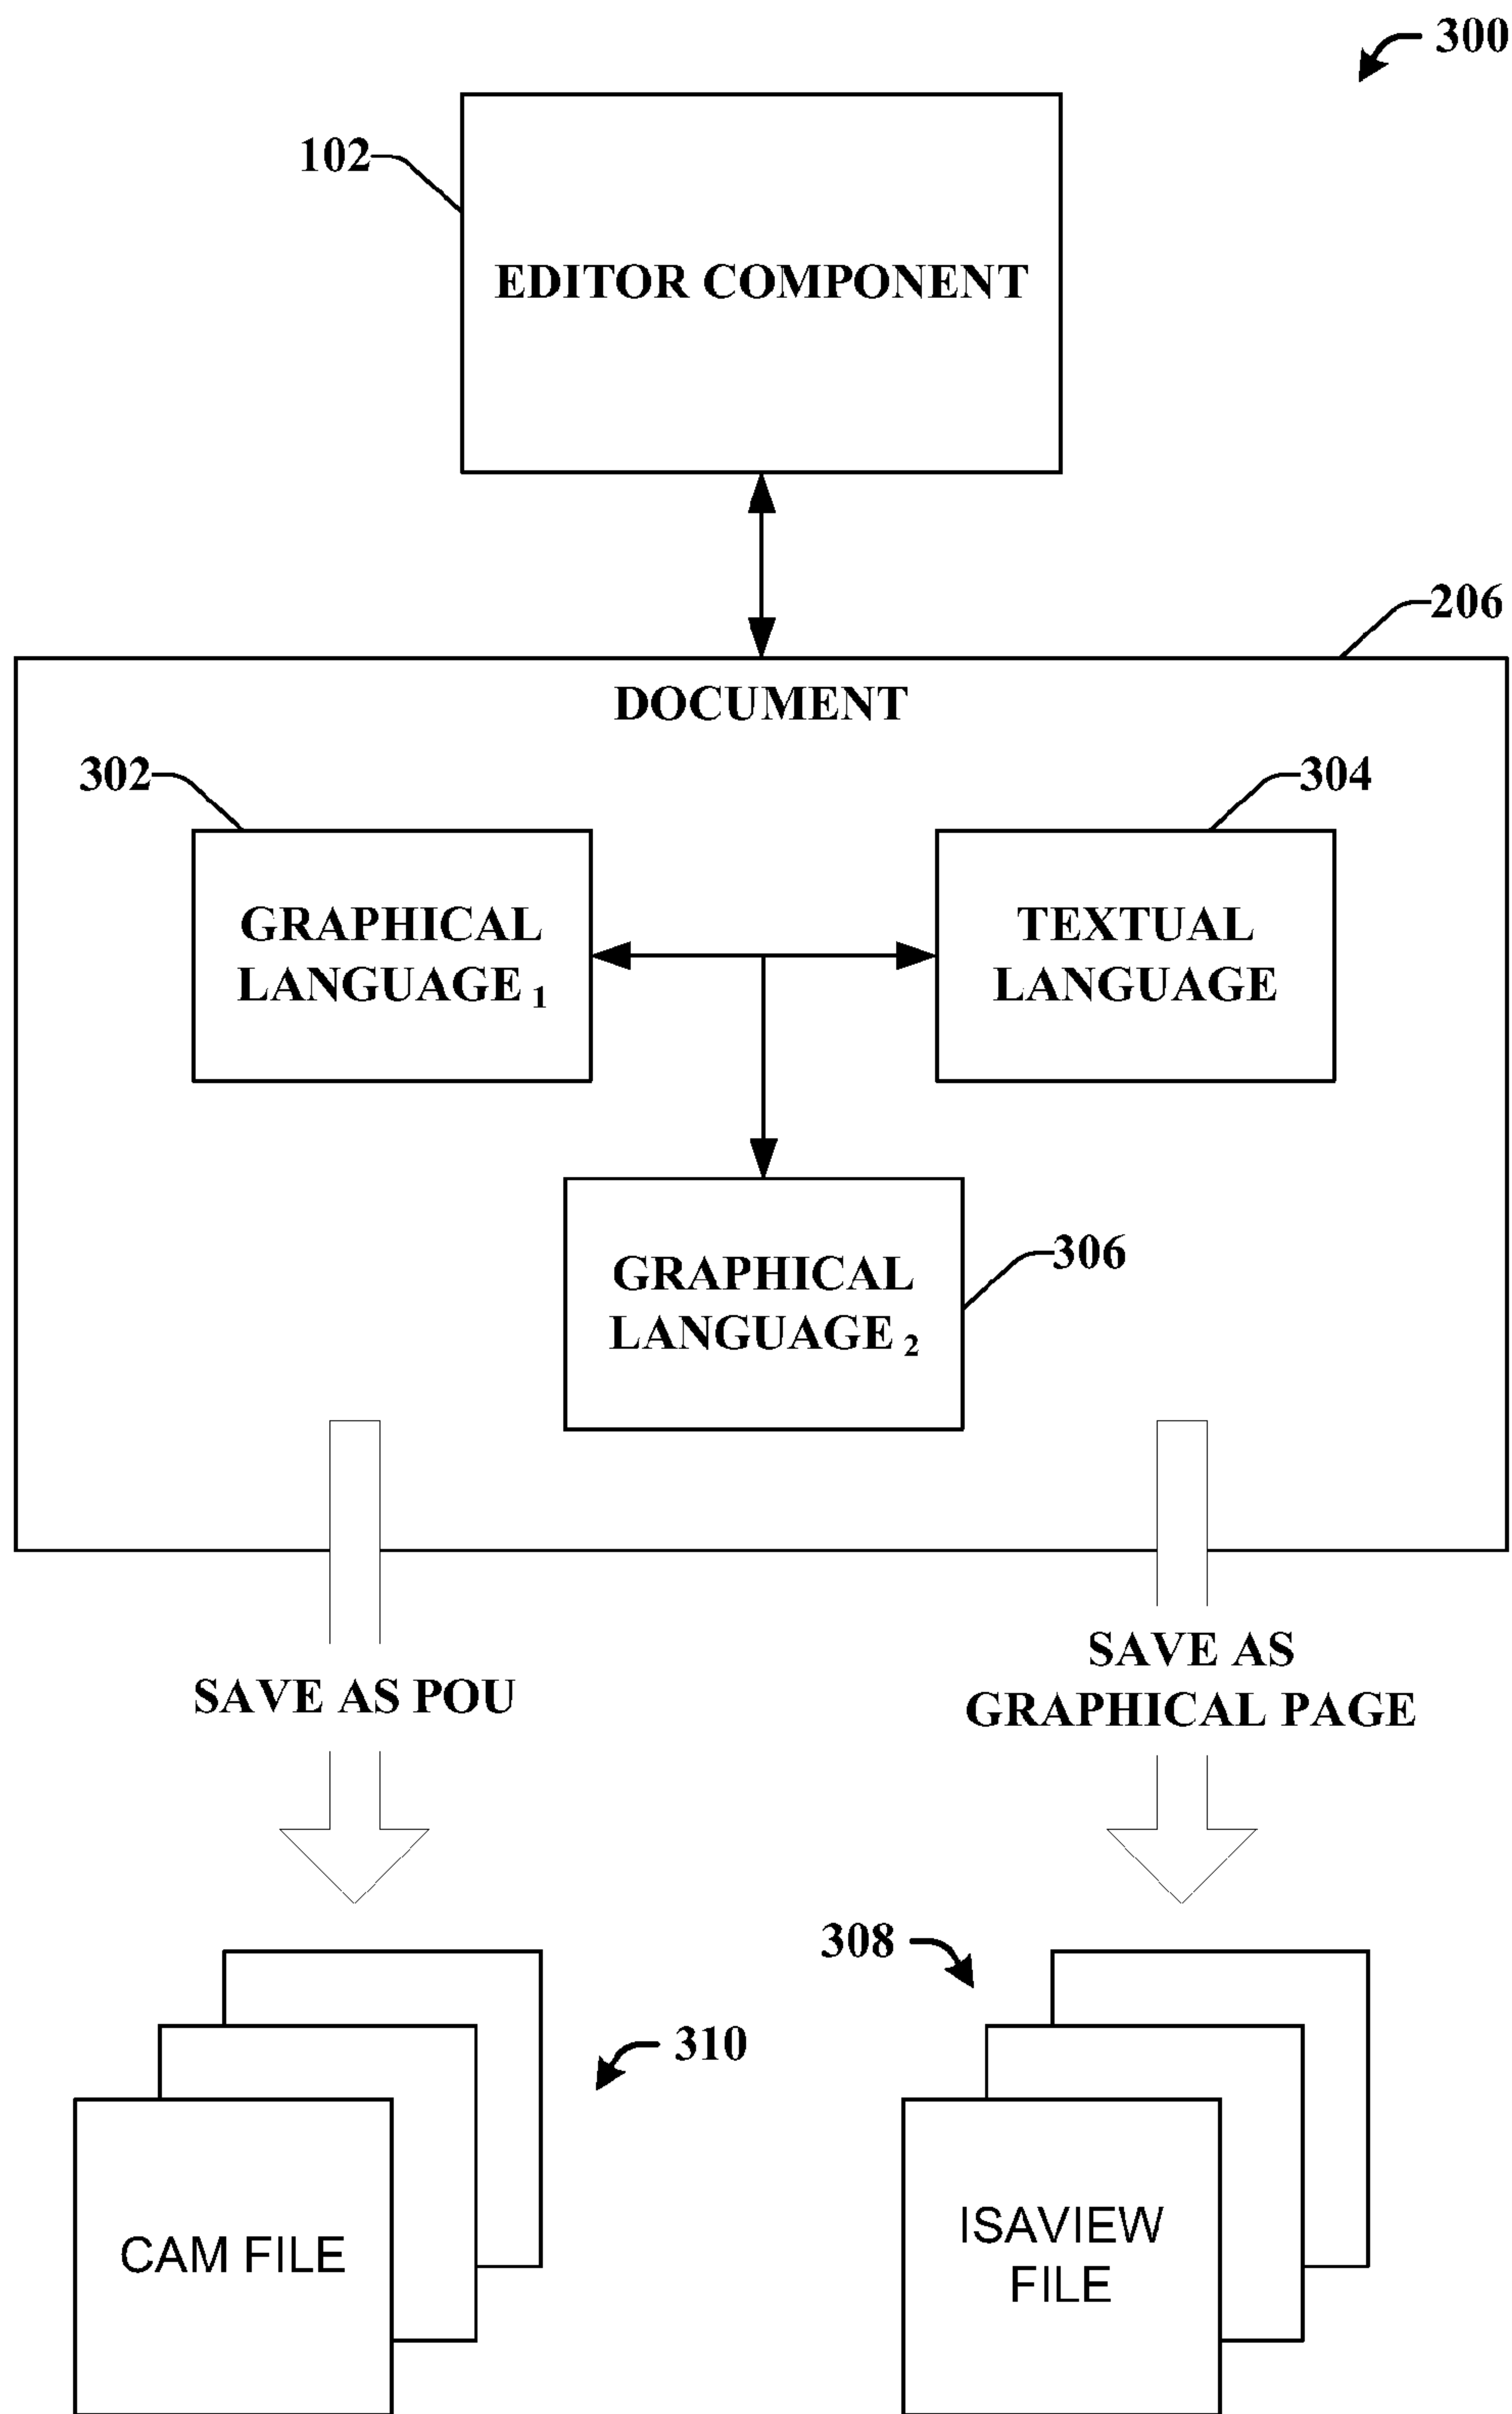 300
102
EDITOR COMPONENT
206
DOCUMENT
302
304
GRAPHICAL
LANGUAGE 1
TEXTUAL
LANGUAGE
GRAPHICAL
LANGUAGE 2
306
SAVE AS POU
SAVE AS
GRAPHICAL PAGE
308
310
CAM FILE
ISAVIEW
FILE